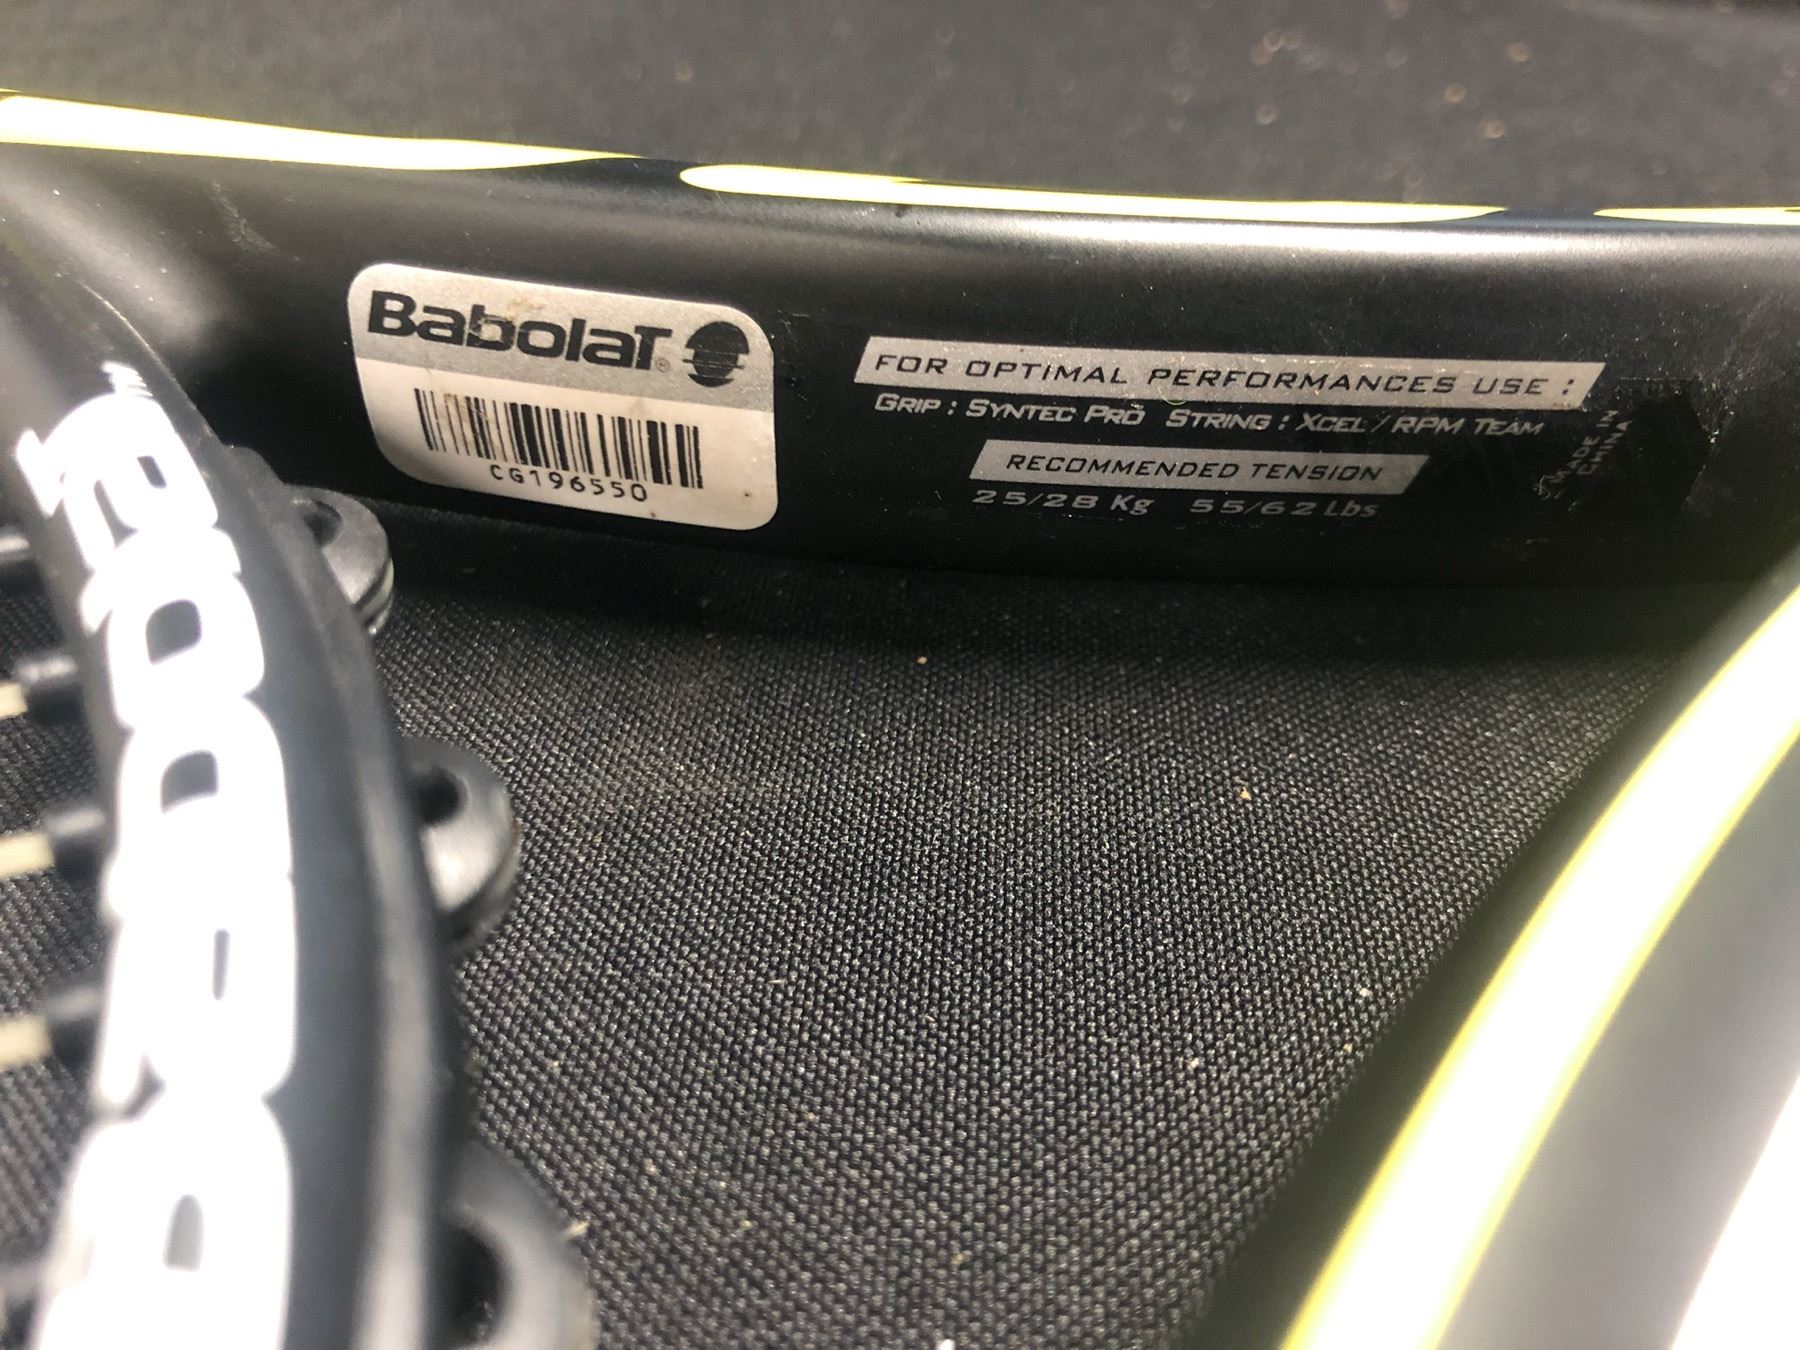 BabolaT®
CG196550
FOR OPTIMAL PERFORMANCES USE :
GRIP : SYNTEC PRO STRING : XCEL / RPM TEAM
RECOMMENDED TENSION
25/28 Kg 55/62 Lbs
MADE IN
CHINA